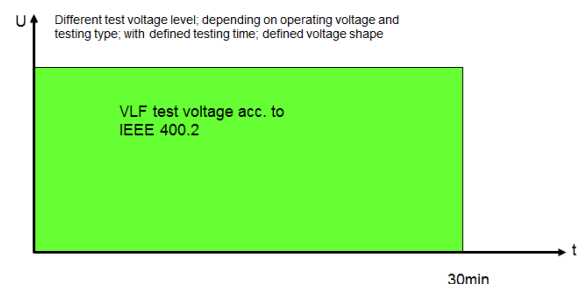 U
Different test voltage level; depending on operating voltage and
testing type; with defined testing time; defined voltage shape
VLF test voltage acc. to
IEEE 400.2
t
30min